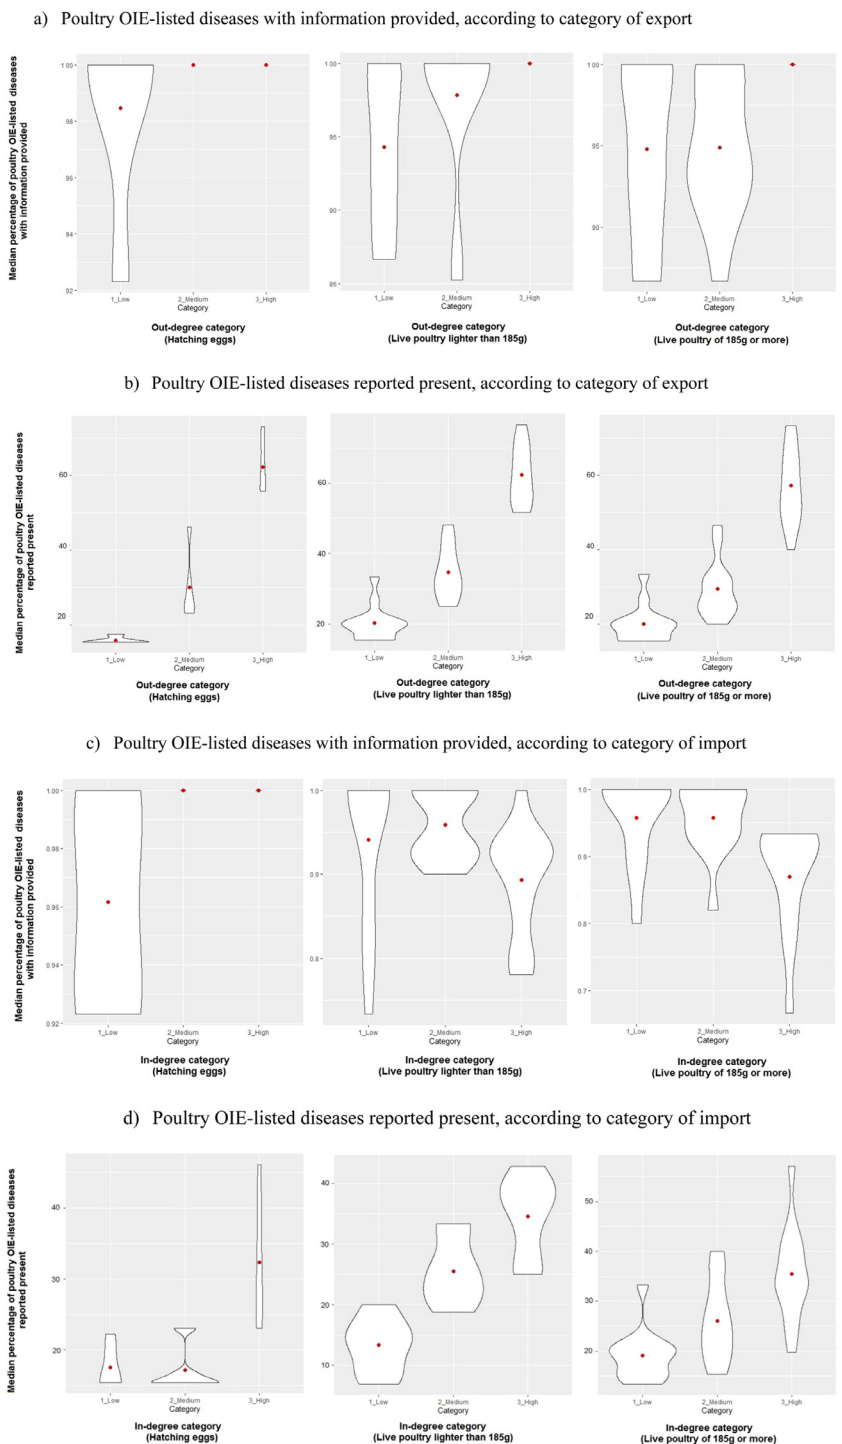 a) Poultry OIE-listed diseases with information provided, according to category of export
Median percentage of poultry OIE-listed diseases
with information provided
100
98
96
94
92
1_Low 2_Medium 3_High
Category
Out-degree category
(Hatching eggs)
100
95
90
85
1_Low 2_Medium 3_High
Category
Out-degree category
(Live poultry lighter than 185g)
100
95
90
1_Low 2_Medium 3_High
Category
Out-degree category
(Live poultry of 185g or more)
b) Poultry OIE-listed diseases reported present, according to category of export
Median percentage of poultry OIE-listed diseases
reported present
60
40
20
1_Low 2_Medium 3_High
Category
Out-degree category
(Hatching eggs)
60
40
20
1_Low 2_Medium 3_High
Category
Out-degree category
(Live poultry lighter than 185g)
60
40
20
1_Low 2_Medium 3_High
Category
Out-degree category
(Live poultry of 185g or more)
c) Poultry OIE-listed diseases with information provided, according to category of import
Median percentage of poultry OIE-listed diseases
with information provided
1.00
0.98
0.96
0.94
0.92
1_Low 2_Medium 3_High
Category
In-degree category
(Hatching eggs)
1.0
0.9
0.8
1_Low 2_Medium 3_High
Category
In-degree category
(Live poultry lighter than 185g)
1.0
0.9
0.8
0.7
1_Low 2_Medium 3_High
Category
In-degree category
(Live poultry of 185g or more)
d) Poultry OIE-listed diseases reported present, according to category of import
Median percentage of poultry OIE-listed diseases
reported present
40
30
20
1_Low 2_Medium 3_High
Category
In-degree category
(Hatching eggs)
40
30
20
10
1_Low 2_Medium 3_High
Category
In-degree category
(Live poultry lighter than 185g)
50
40
30
20
1_Low 2_Medium 3_High
Category
In-degree category
(Live poultry of 185g or more)